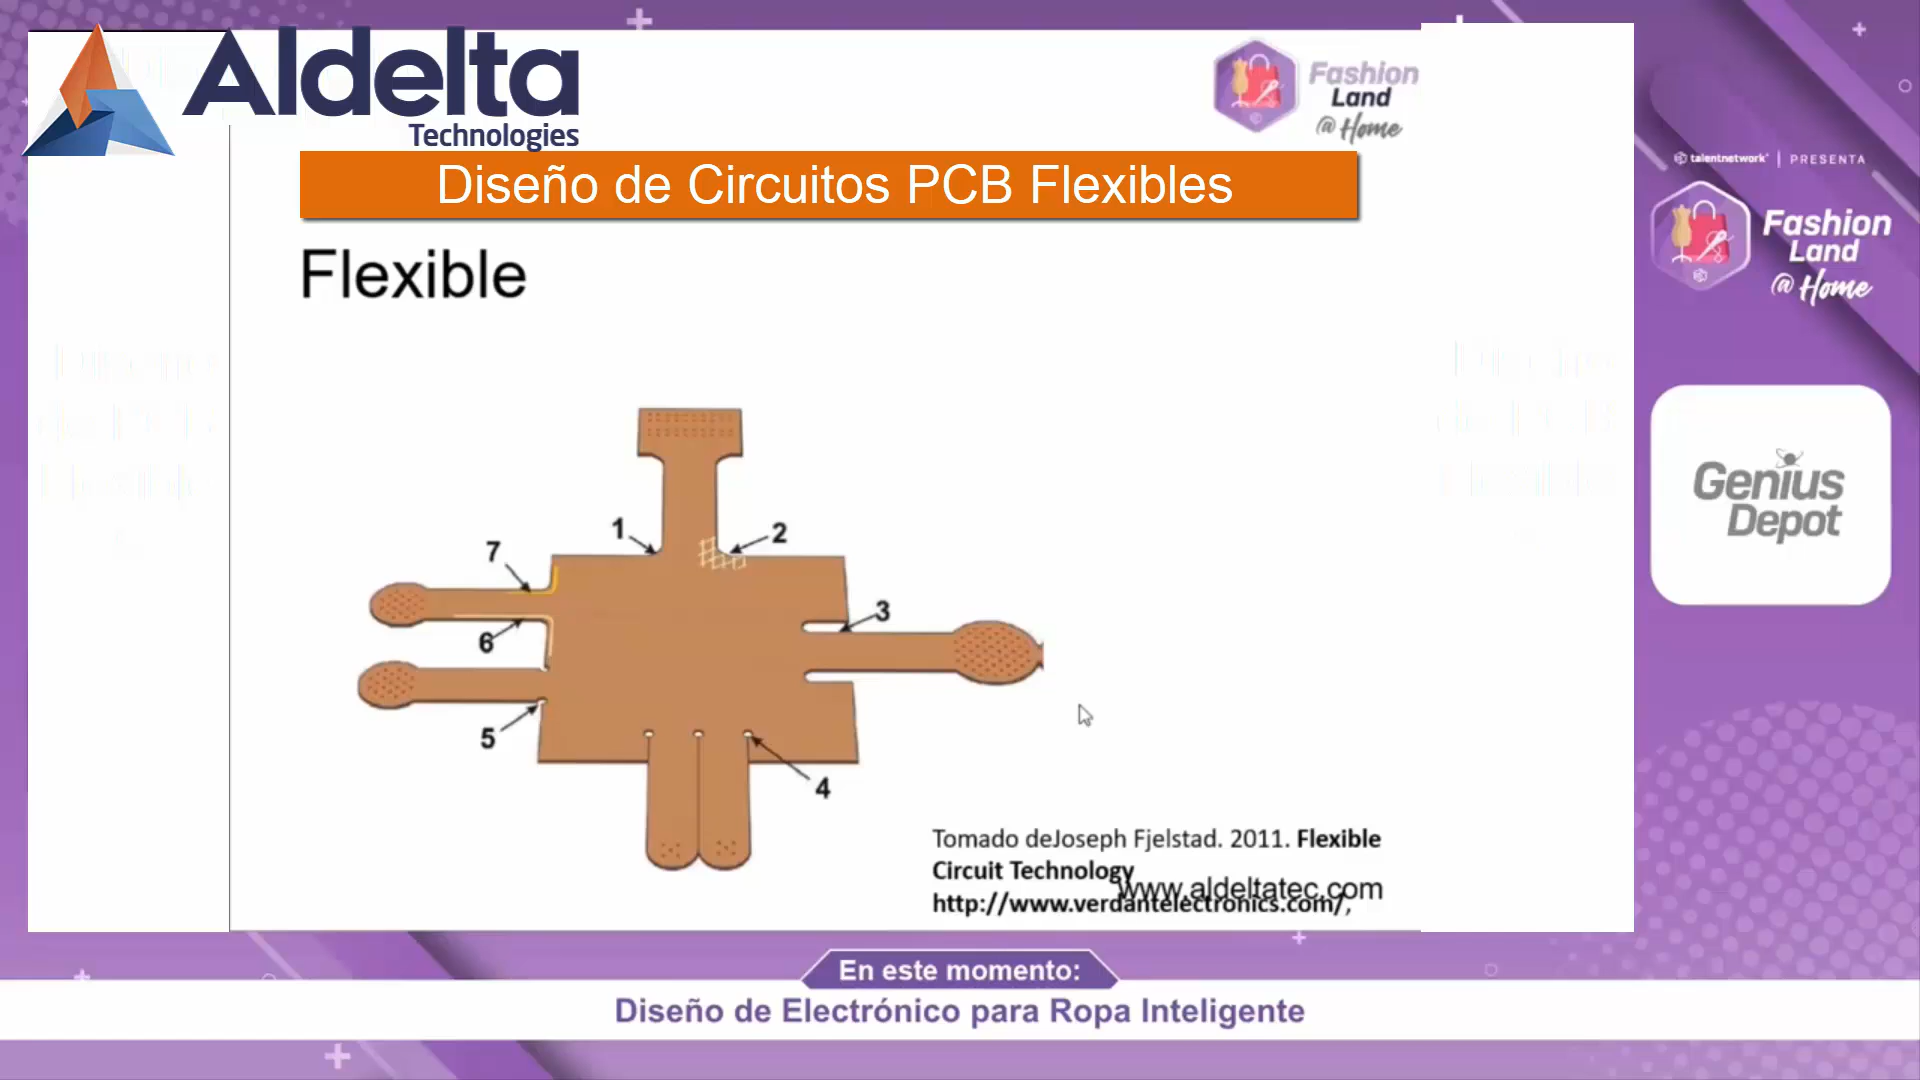 Aldelta
Technologies
Fashion
Land
@ Home
Diseño de Circuitos PCB Flexibles
Flexible
1
2
7
3
6
5
4
Tomado deJoseph Fjelstad. 2011. Flexible
Circuit Technology
www.aldeltatec.com
http://www.verdantelectronics.com/,
talentnetwork | PRESENTA
Fashion
Land
@ Home
Genius
Depot
En este momento:
Diseño de Electrónico para Ropa Inteligente